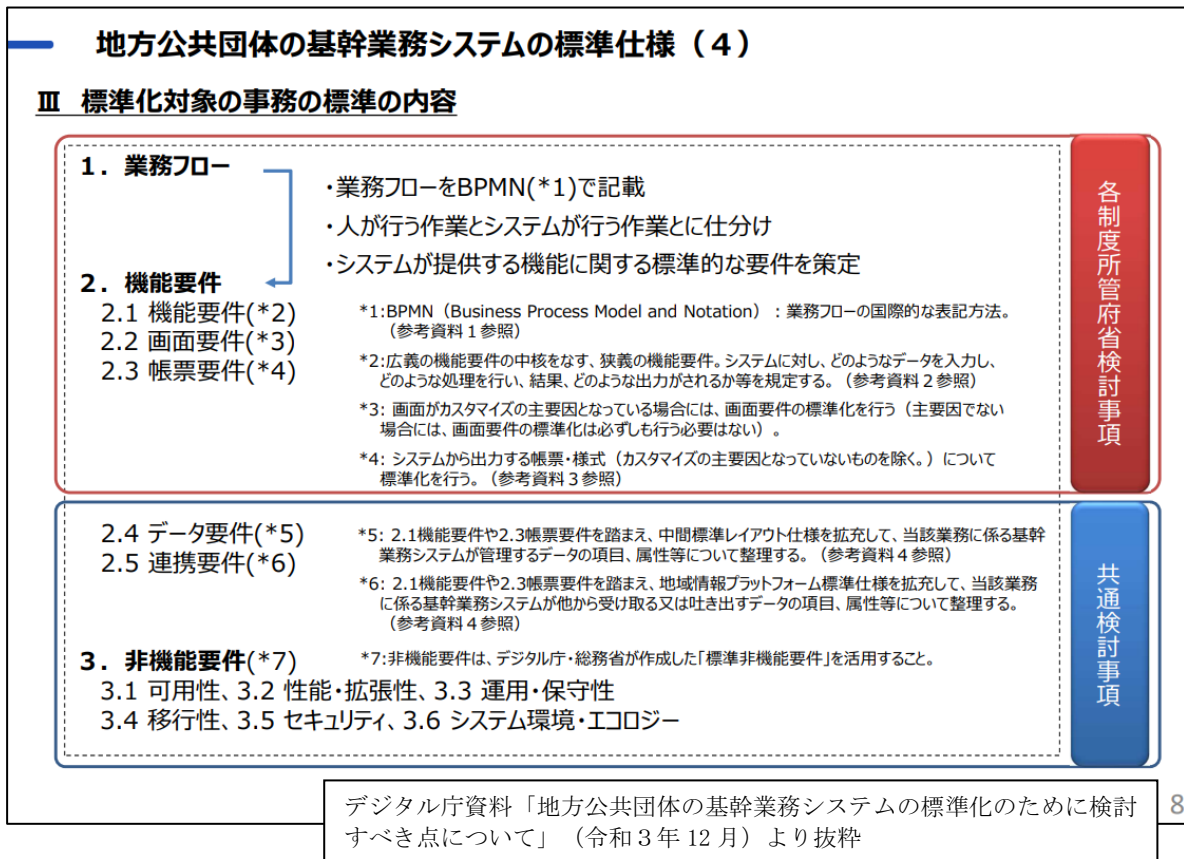 地方公共団体の基幹業務システムの標準仕様（４）
Ⅲ 標準化対象の事務の標準の内容
１．業務フロー
・業務フローをBPMN(*1)で記載
・人が行う作業とシステムが行う作業とに仕分け
・システムが提供する機能に関する標準的な要件を策定
２．機能要件
2.1 機能要件(*2)
2.2 画面要件(*3)
2.3 帳票要件(*4)
*1:BPMN（Business Process Model and Notation）：業務フローの国際的な表記方法。
（参考資料１参照）
*2:広義の機能要件の中核をなす、狭義の機能要件。システムに対し、どのようなデータを入力し、
どのような処理を行い、結果、どのような出力がされるか等を規定する。（参考資料２参照）
*3: 画面がカスタマイズの主要因となっている場合には、画面要件の標準化を行う（主要因でない
場合には、画面要件の標準化は必ずしも行う必要はない）。
*4: システムから出力する帳票・様式（カスタマイズの主要因となっていないものを除く。）について
標準化を行う。（参考資料３参照）
各制度所管府省検討事項
2.4 データ要件(*5)
2.5 連携要件(*6)
*5: 2.1機能要件や2.3帳票要件を踏まえ、中間標準レイアウト仕様を拡充して、当該業務に係る基幹
業務システムが管理するデータの項目、属性等について整理する。（参考資料４参照）
*6: 2.1機能要件や2.3帳票要件を踏まえ、地域情報プラットフォーム標準仕様を拡充して、当該業務
に係る基幹業務システムが他から受け取る又は吐き出すデータの項目、属性等について整理する。
（参考資料４参照）
３．非機能要件(*7)
*7:非機能要件は、デジタル庁・総務省が作成した「標準非機能要件」を活用すること。
3.1 可用性、3.2 性能・拡張性、3.3 運用・保守性
3.4 移行性、3.5 セキュリティ、3.6 システム環境・エコロジー
共通検討事項
デジタル庁資料「地方公共団体の基幹業務システムの標準化のために検討
すべき点について」（令和３年 12 月）より抜粋
8